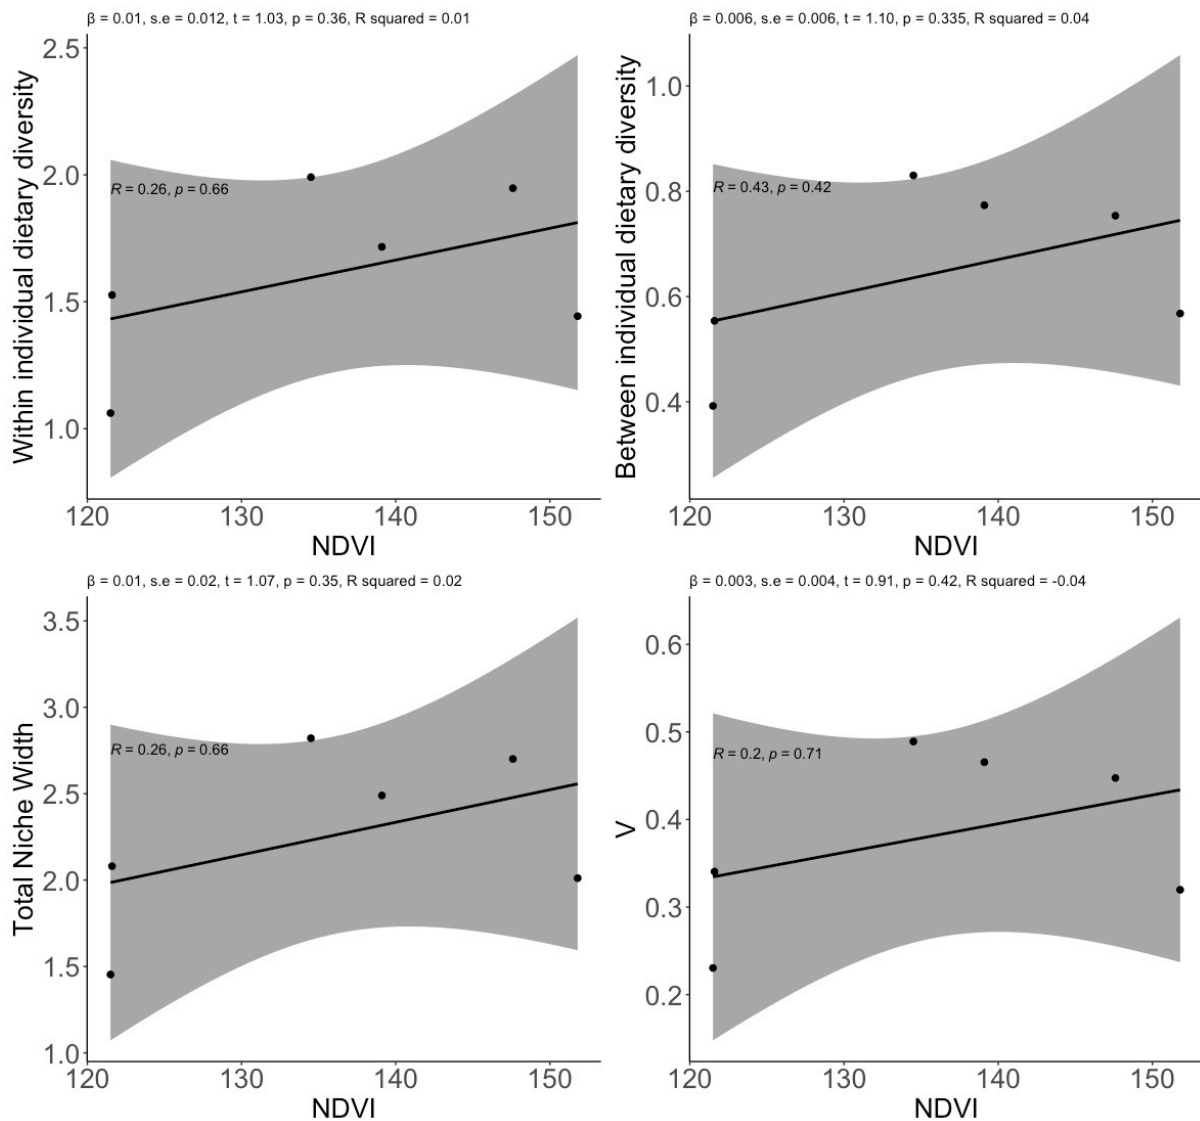 β = 0.01, s.e = 0.012, t = 1.03, p = 0.36, R squared = 0.01
Within individual dietary diversity
2.5
2.0
1.5
1.0
R = 0.26, p = 0.66
120 130 140 150
NDVI
β = 0.006, s.e = 0.006, t = 1.10, p = 0.335, R squared = 0.04
Between individual dietary diversity
1.0
0.8
0.6
0.4
R = 0.43, p = 0.42
120 130 140 150
NDVI
β = 0.01, s.e = 0.02, t = 1.07, p = 0.35, R squared = 0.02
Total Niche Width
3.5
3.0
2.5
2.0
1.5
1.0
R = 0.26, p = 0.66
120 130 140 150
NDVI
β = 0.003, s.e = 0.004, t = 0.91, p = 0.42, R squared = -0.04
V
0.6
0.5
0.4
0.3
0.2
R = 0.2, p = 0.71
120 130 140 150
NDVI